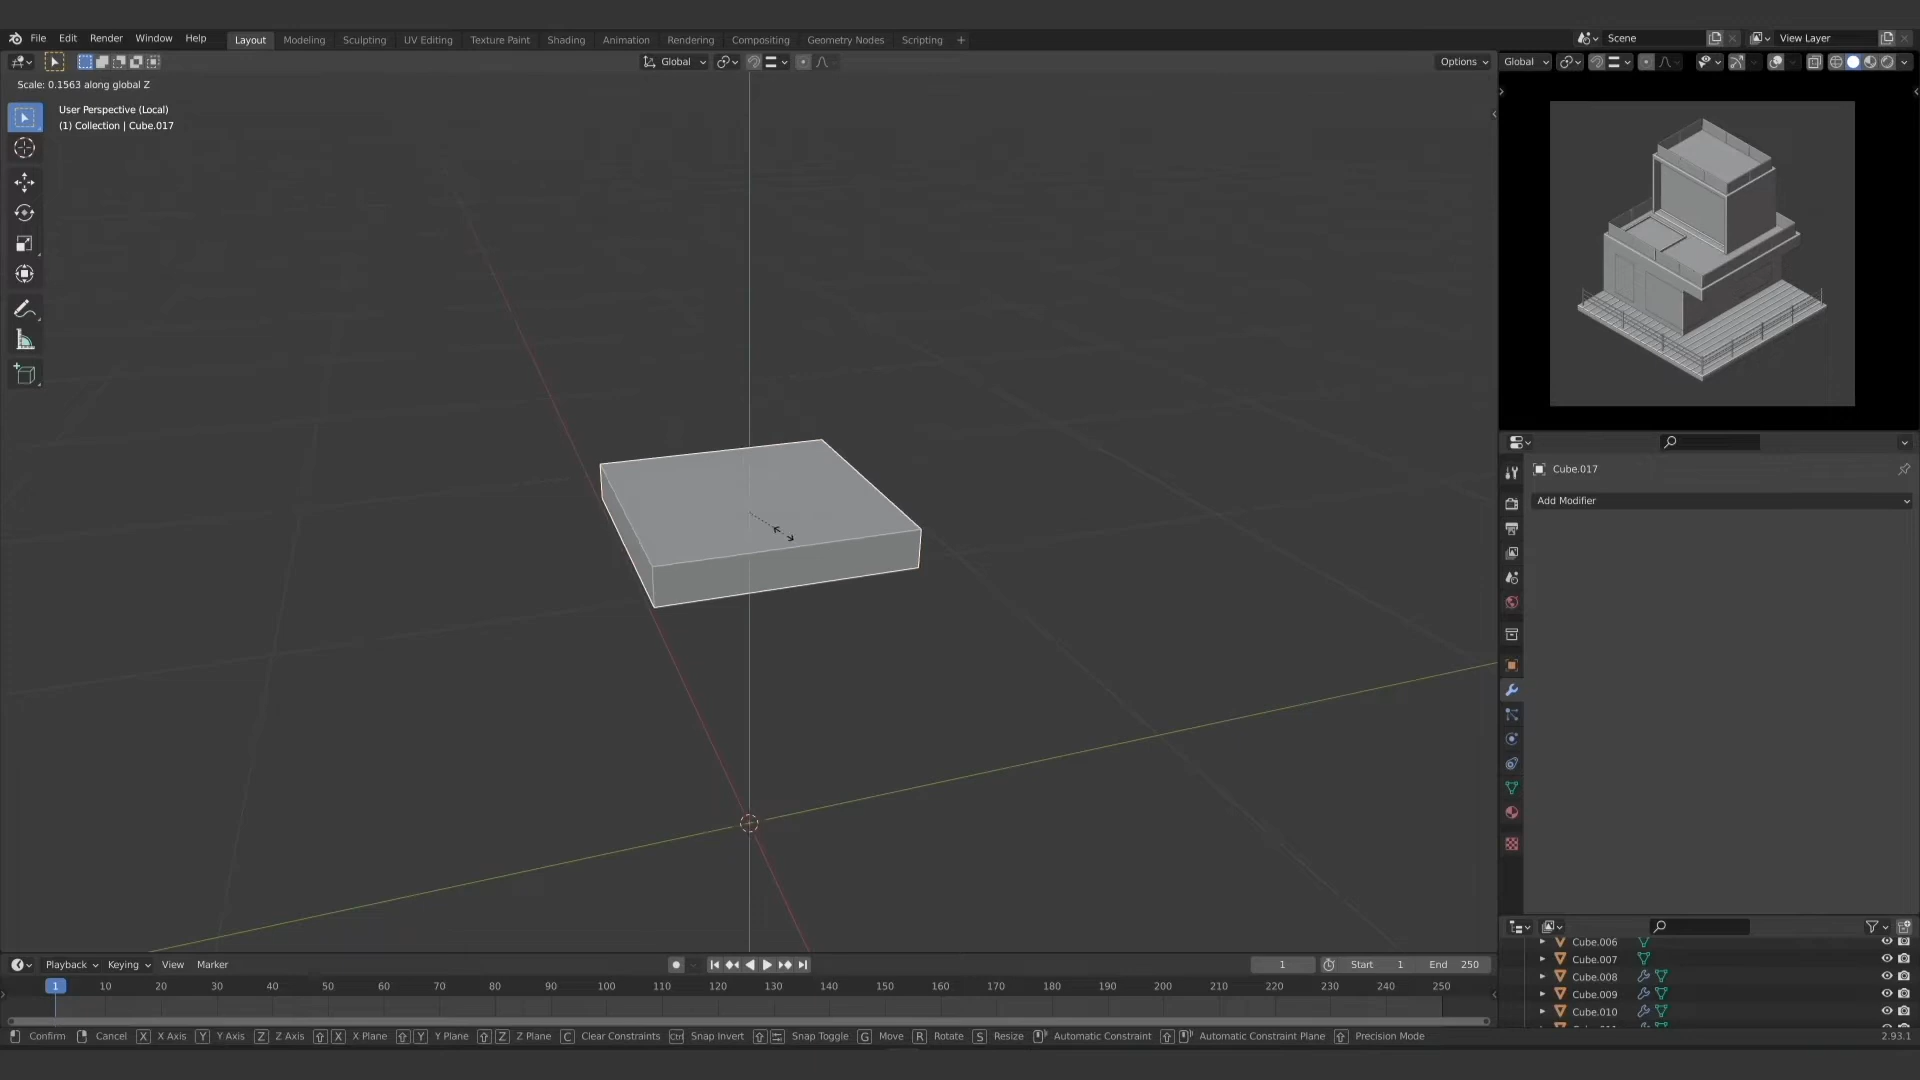 File Edit Render Window Help Layout Modeling Sculpting UV Editing Texture Paint Shading Animation Rendering Compositing Geometry Nodes Scripting + Scene View Layer
Global Options Global
Scale: 0.1563 along global Z
User Perspective (Local)
(1) Collection | Cube.017
Cube.017
Add Modifier
Cube.006
Cube.007
Cube.008
Cube.009
Cube.010
Playback Keying View Marker 1 Start 1 End 250
1 10 20 30 40 50 60 70 80 90 100 110 120 130 140 150 160 170 180 190 200 210 220 230 240 250
Confirm Cancel X X Axis Y Y Axis Z Z Axis X X Plane Y Y Plane Z Z Plane C Clear Constraints Ctrl Snap Invert Snap Toggle G Move R Rotate S Resize Automatic Constraint Automatic Constraint Plane Precision Mode 2.93.1